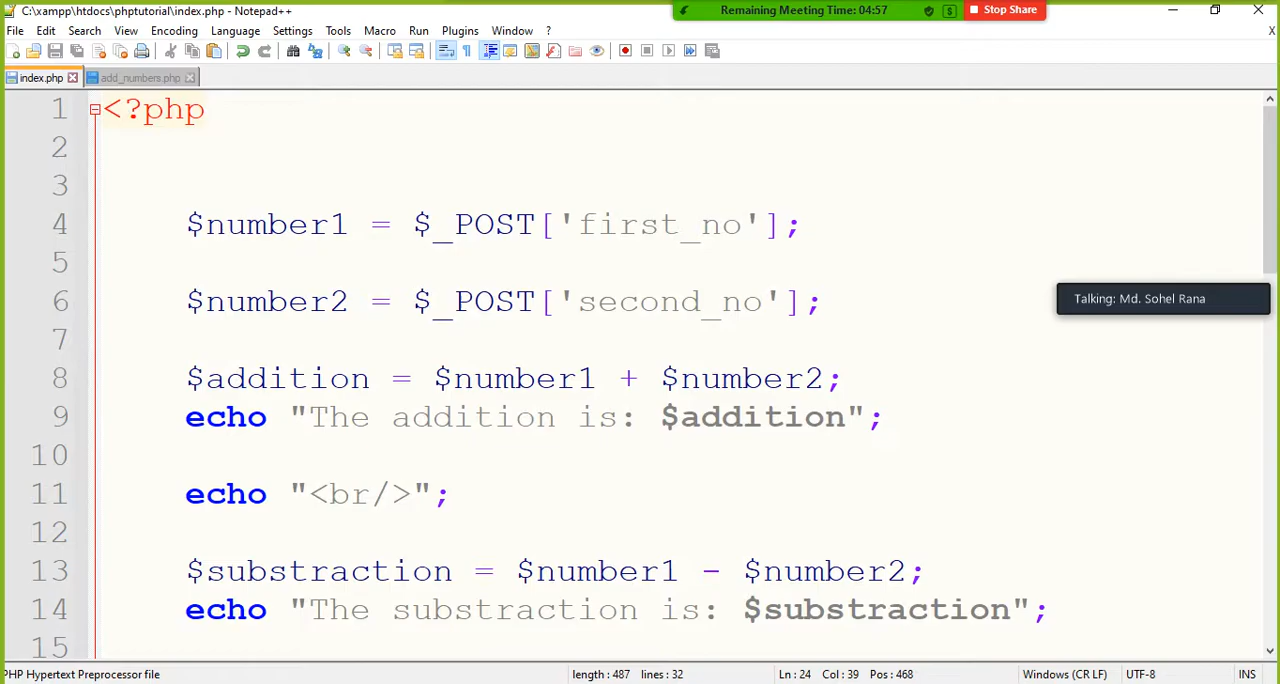 C:\xampp\htdocs\phptutorial\index.php - Notepad++
Remaining Meeting Time: 04:57
Stop Share
File Edit Search View Encoding Language Settings Tools Macro Run Plugins Window ?
X
index.php add_numbers.php
1 <?php
2
3
4 $number1 = $_POST['first_no'];
5
6 $number2 = $_POST['second_no'];
Talking: Md. Sohel Rana
7
8 $addition = $number1 + $number2;
9 echo "The addition is: $addition";
10
11 echo "<br/>";
12
13 $substraction = $number1 - $number2;
14 echo "The substraction is: $substraction";
15
PHP Hypertext Preprocessor file length : 487 lines : 32 Ln : 24 Col : 39 Pos : 468 Windows (CR LF) UTF-8 INS